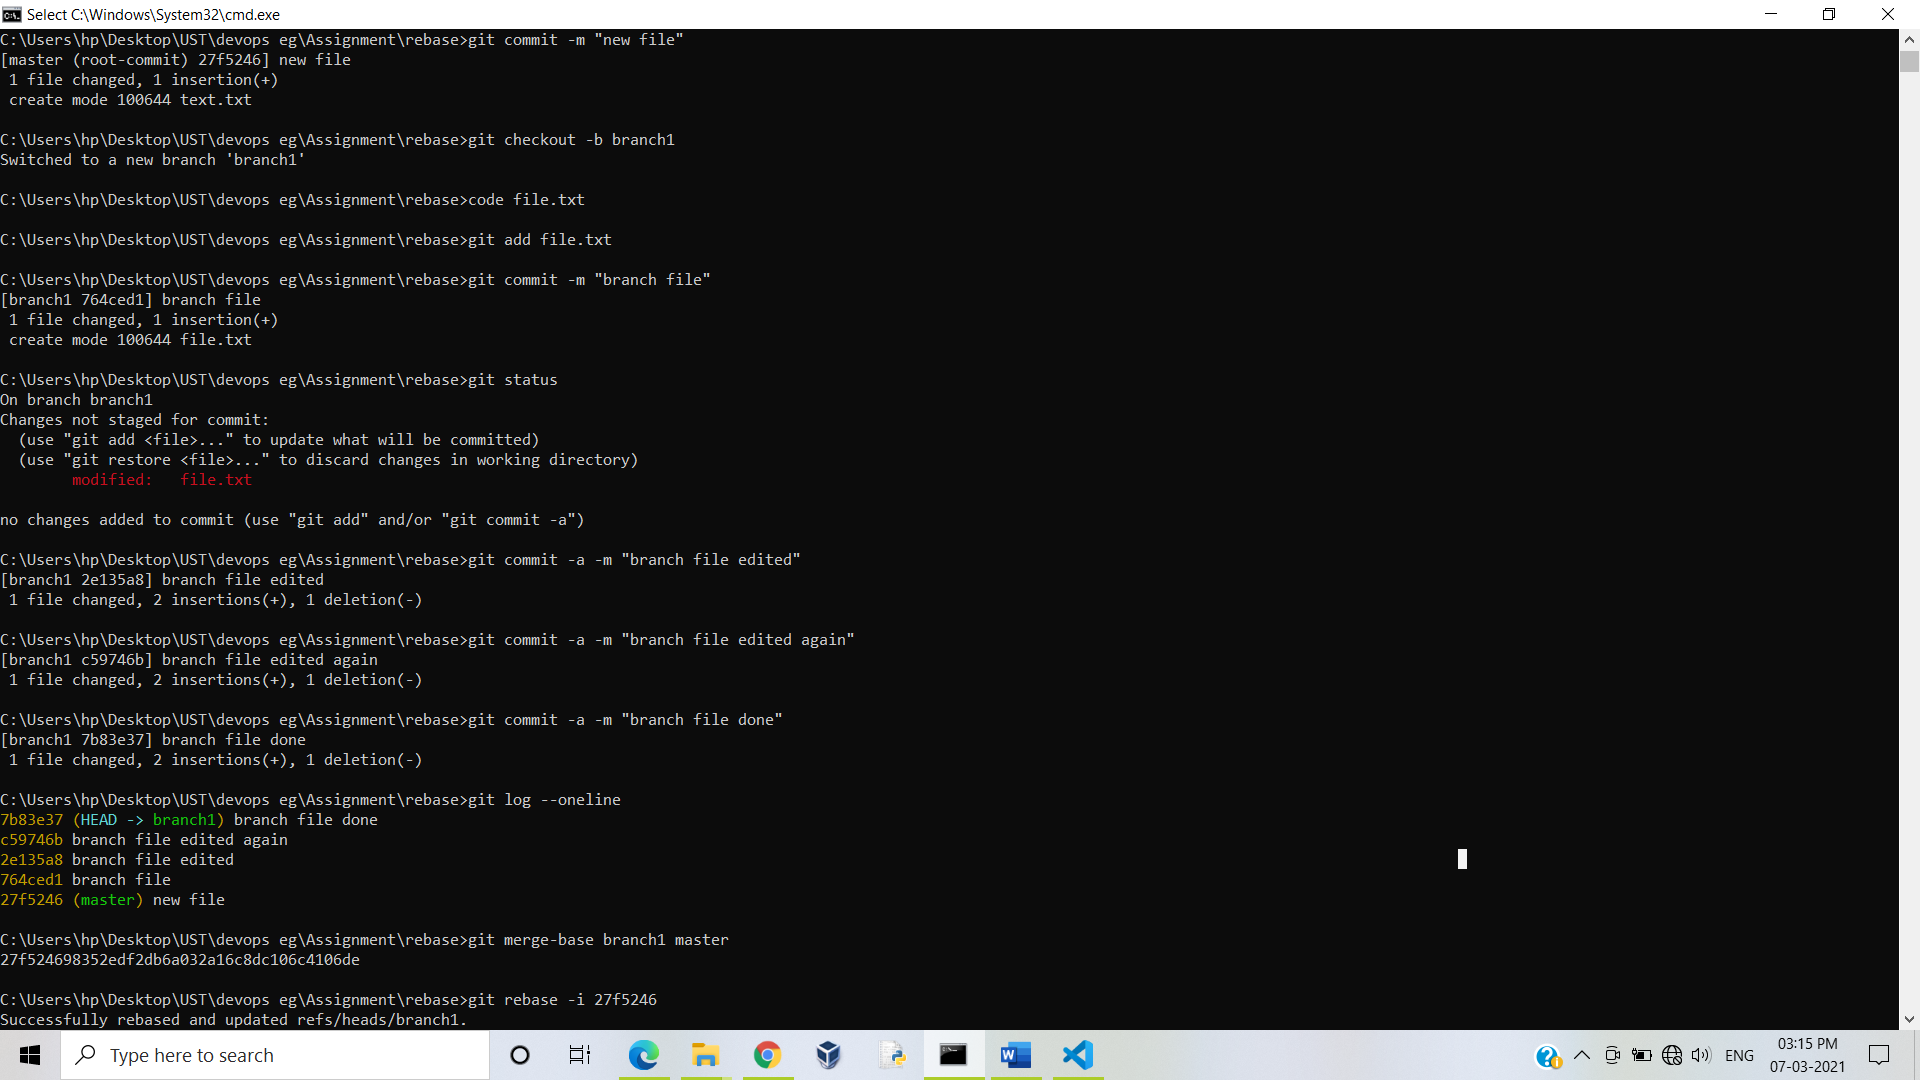 Select C:\Windows\System32\cmd.exe
C:\Users\hp\Desktop\UST\devops eg\Assignment\rebase>git commit -m "new file"
[master (root-commit) 27f5246] new file
 1 file changed, 1 insertion(+)
 create mode 100644 text.txt
C:\Users\hp\Desktop\UST\devops eg\Assignment\rebase>git checkout -b branch1
Switched to a new branch 'branch1'
C:\Users\hp\Desktop\UST\devops eg\Assignment\rebase>code file.txt
C:\Users\hp\Desktop\UST\devops eg\Assignment\rebase>git add file.txt
C:\Users\hp\Desktop\UST\devops eg\Assignment\rebase>git commit -m "branch file"
[branch1 764ced1] branch file
 1 file changed, 1 insertion(+)
 create mode 100644 file.txt
C:\Users\hp\Desktop\UST\devops eg\Assignment\rebase>git status
On branch branch1
Changes not staged for commit:
  (use "git add <file>..." to update what will be committed)
  (use "git restore <file>..." to discard changes in working directory)
        modified:   file.txt
no changes added to commit (use "git add" and/or "git commit -a")
C:\Users\hp\Desktop\UST\devops eg\Assignment\rebase>git commit -a -m "branch file edited"
[branch1 2e135a8] branch file edited
 1 file changed, 2 insertions(+), 1 deletion(-)
C:\Users\hp\Desktop\UST\devops eg\Assignment\rebase>git commit -a -m "branch file edited again"
[branch1 c59746b] branch file edited again
 1 file changed, 2 insertions(+), 1 deletion(-)
C:\Users\hp\Desktop\UST\devops eg\Assignment\rebase>git commit -a -m "branch file done"
[branch1 7b83e37] branch file done
 1 file changed, 2 insertions(+), 1 deletion(-)
C:\Users\hp\Desktop\UST\devops eg\Assignment\rebase>git log --oneline
7b83e37 (HEAD -> branch1) branch file done
c59746b branch file edited again
2e135a8 branch file edited
764ced1 branch file
27f5246 (master) new file
C:\Users\hp\Desktop\UST\devops eg\Assignment\rebase>git merge-base branch1 master
27f524698352edf2db6a032a16c8dc106c4106de
C:\Users\hp\Desktop\UST\devops eg\Assignment\rebase>git rebase -i 27f5246
Successfully rebased and updated refs/heads/branch1.
Type here to search
ENG
03:15 PM
07-03-2021